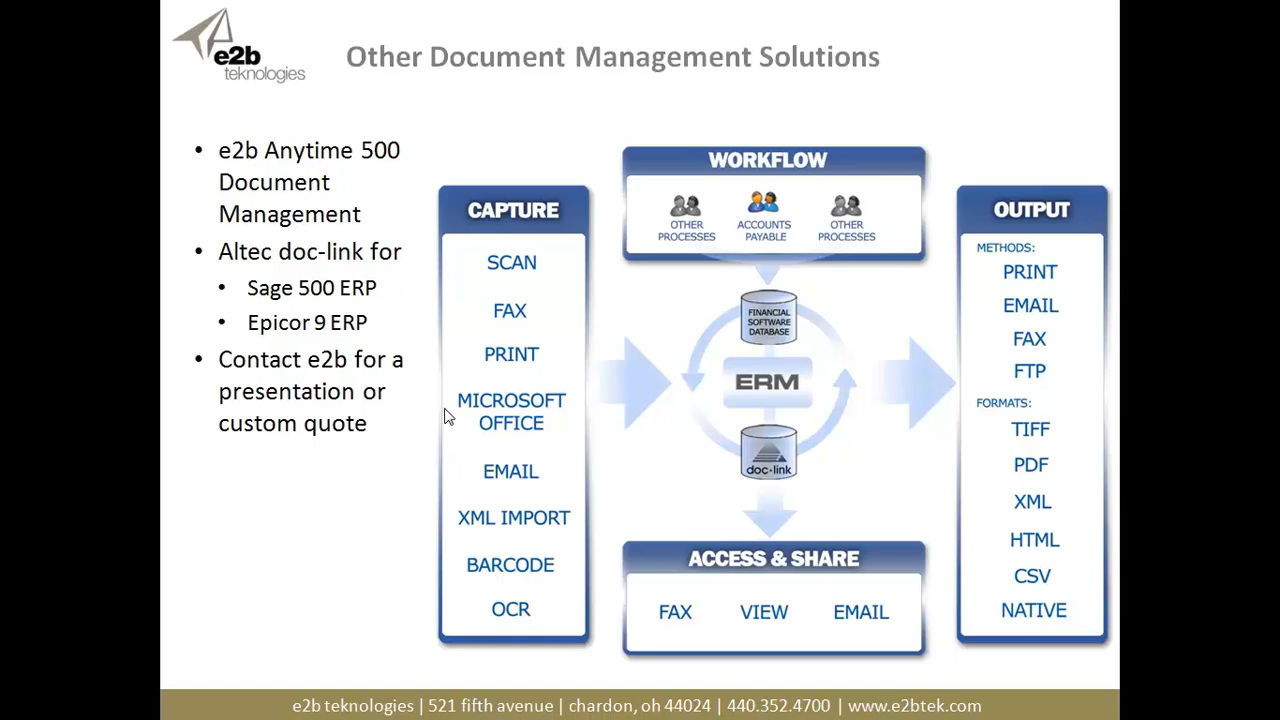 e2b
teknologies
Other Document Management Solutions
• e2b Anytime 500
Document
Management
• Altec doc-link for
• Sage 500 ERP
• Epicor 9 ERP
• Contact e2b for a
presentation or
custom quote
CAPTURE
SCAN
FAX
PRINT
MICROSOFT
OFFICE
EMAIL
XML IMPORT
BARCODE
OCR
WORKFLOW
OTHER
PROCESSES
ACCOUNTS
PAYABLE
OTHER
PROCESSES
FINANCIAL
SOFTWARE
DATABASE
ERM
doc·link
ACCESS & SHARE
FAX VIEW EMAIL
OUTPUT
METHODS:
PRINT
EMAIL
FAX
FTP
FORMATS:
TIFF
PDF
XML
HTML
CSV
NATIVE
e2b teknologies | 521 fifth avenue | chardon, oh 44024 | 440.352.4700 | www.e2btek.com